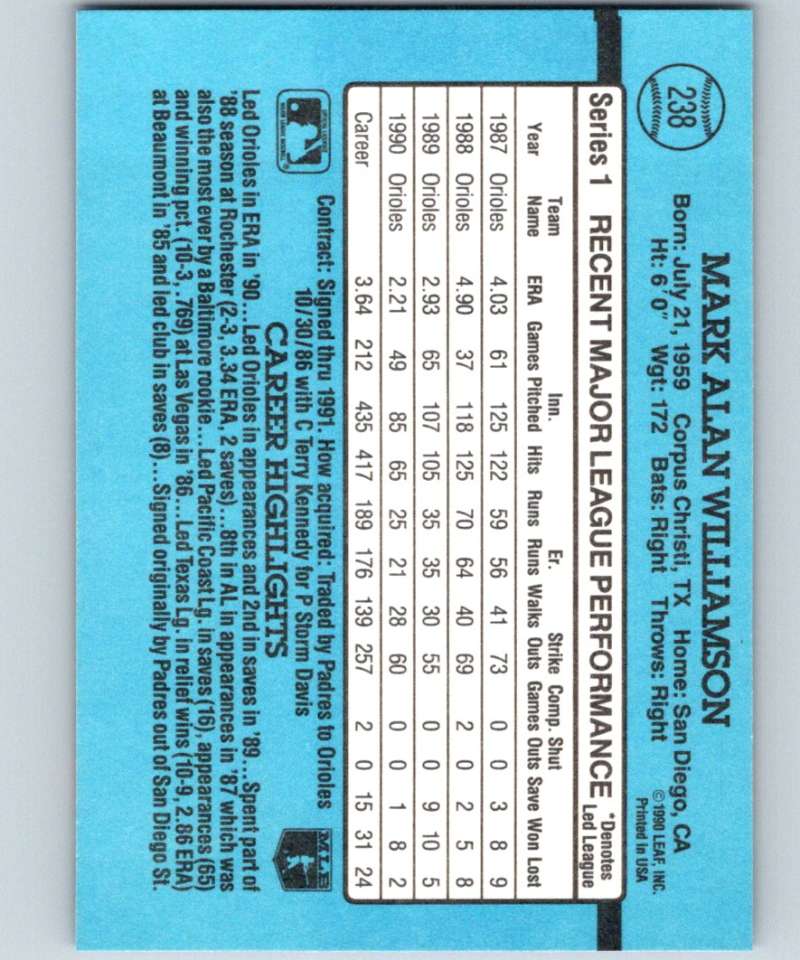 238
MARK ALAN WILLIAMSON
Born: July 21, 1959 Corpus Christi, TX Home: San Diego, CA
Ht: 6' 0" Wgt: 172 Bats: Right Throws: Right
©1990 LEAF, INC.
Printed in USA
Series 1 RECENT MAJOR LEAGUE PERFORMANCE *Denotes
Led League
Team Inn. Er. Strike Comp. Shut
Year Name ERA Games Pitched Hits Runs Runs Walks Outs Games Outs Save Won Lost
1987 Orioles 4.03 61 125 122 59 56 41 73 0 0 3 8 9
1988 Orioles 4.90 37 118 125 70 64 40 69 2 0 2 5 8
1989 Orioles 2.93 65 107 105 35 35 30 55 0 0 9 10 5
1990 Orioles 2.21 49 85 65 25 21 28 60 0 0 1 8 2
Career 3.64 212 435 417 189 176 139 257 2 0 15 31 24
Contract: Signed thru 1991. How acquired: Traded by Padres to Orioles
10/30/86 with C Terry Kennedy for P Storm Davis
CAREER HIGHLIGHTS
Led Orioles in ERA in '90...Led Orioles in appearances and 2nd in saves in '89...Spent part of
'88 season at Rochester (2-3, 3.34 ERA, 2 saves)...8th in AL in appearances in '87 which was
also the most ever by a Baltimore rookie...Led Pacific Coast Lg. in saves (16), appearances (65)
and winning pct. (10-3, .769) at Las Vegas in '86...Led Texas Lg. in relief wins (10-9, 2.86 ERA)
at Beaumont in '85 and led club in saves (8)...Signed originally by Padres out of San Diego St.
MLB